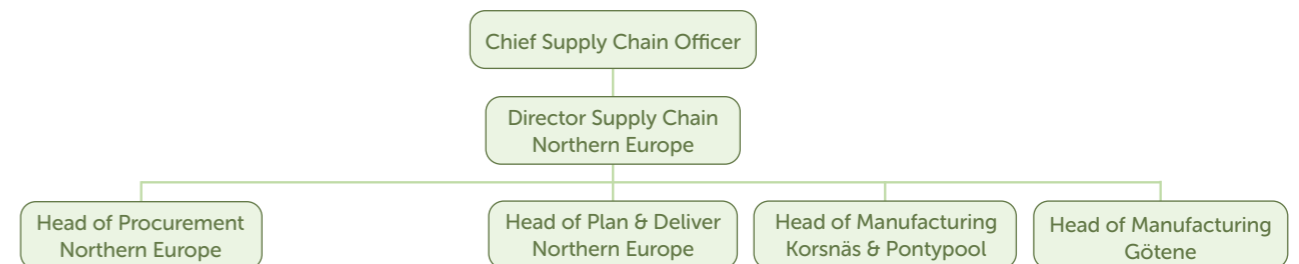 Chief Supply Chain Officer
Director Supply Chain
Northern Europe
Head of Procurement
Northern Europe
Head of Plan & Deliver
Northern Europe
Head of Manufacturing
Korsnäs & Pontypool
Head of Manufacturing
Götene